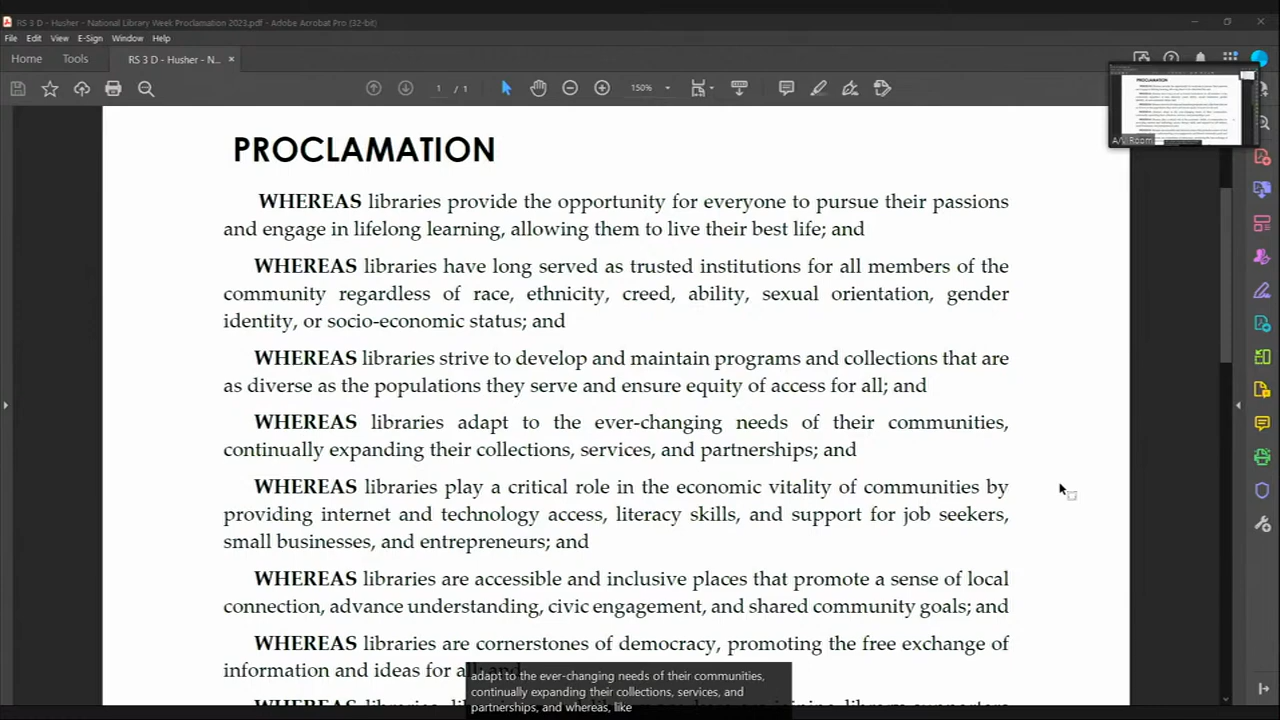 RS 3 D - Husher - National Library Week Proclamation 2023.pdf - Adobe Acrobat Pro (32-bit)
File Edit View E-Sign Window Help
Home Tools RS 3 D - Husher - N... ×
1 / 1 150%
PROCLAMATION
A/V Room
PROCLAMATION
WHEREAS libraries provide the opportunity for everyone to pursue their passions
and engage in lifelong learning, allowing them to live their best life; and
WHEREAS libraries have long served as trusted institutions for all members of the
community regardless of race, ethnicity, creed, ability, sexual orientation, gender
identity, or socio-economic status; and
WHEREAS libraries strive to develop and maintain programs and collections that are
as diverse as the populations they serve and ensure equity of access for all; and
WHEREAS libraries adapt to the ever-changing needs of their communities,
continually expanding their collections, services, and partnerships; and
WHEREAS libraries play a critical role in the economic vitality of communities by
providing internet and technology access, literacy skills, and support for job seekers,
small businesses, and entrepreneurs; and
WHEREAS libraries are accessible and inclusive places that promote a sense of local
connection, advance understanding, civic engagement, and shared community goals; and
WHEREAS libraries are cornerstones of democracy, promoting the free exchange of
information and ideas for all; and
adapt to the ever-changing needs of their communities,
continually expanding their collections, services, and
partnerships, and whereas, like